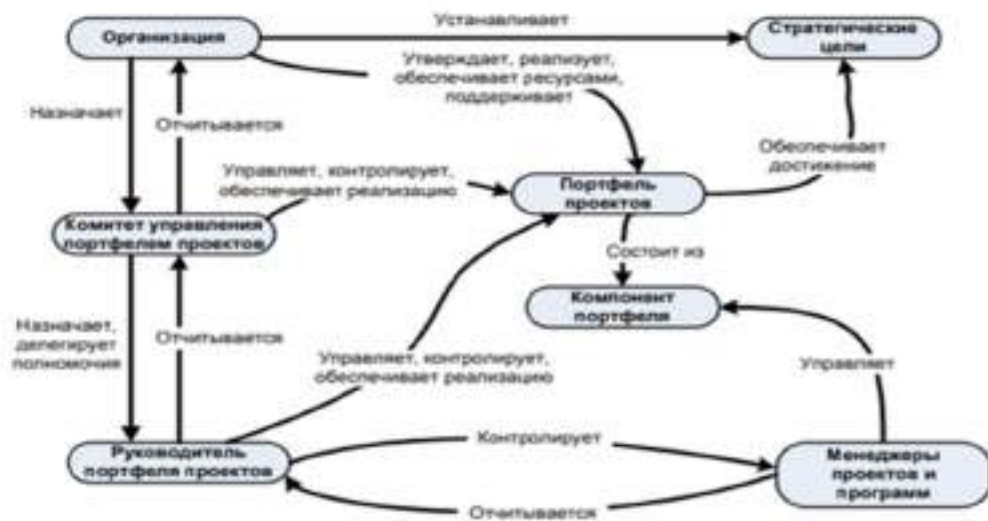 Устанавливает
Организация
Стратегические
цели
Утверждает, реализует,
обеспечивает ресурсами,
поддерживает
Назначает
Отчитывается
Обеспечивает
достижение
Управляет, контролирует,
обеспечивает реализацию
Портфель
проектов
Комитет управления
портфелем проектов
Состоит из
Компонент
портфеля
Назначает,
делегирует
полномочия
Отчитывается
Управляет, контролирует,
обеспечивает реализацию
Управляет
Контролирует
Руководитель
портфеля проектов
Менеджеры
проектов и
программ
Отчитывается